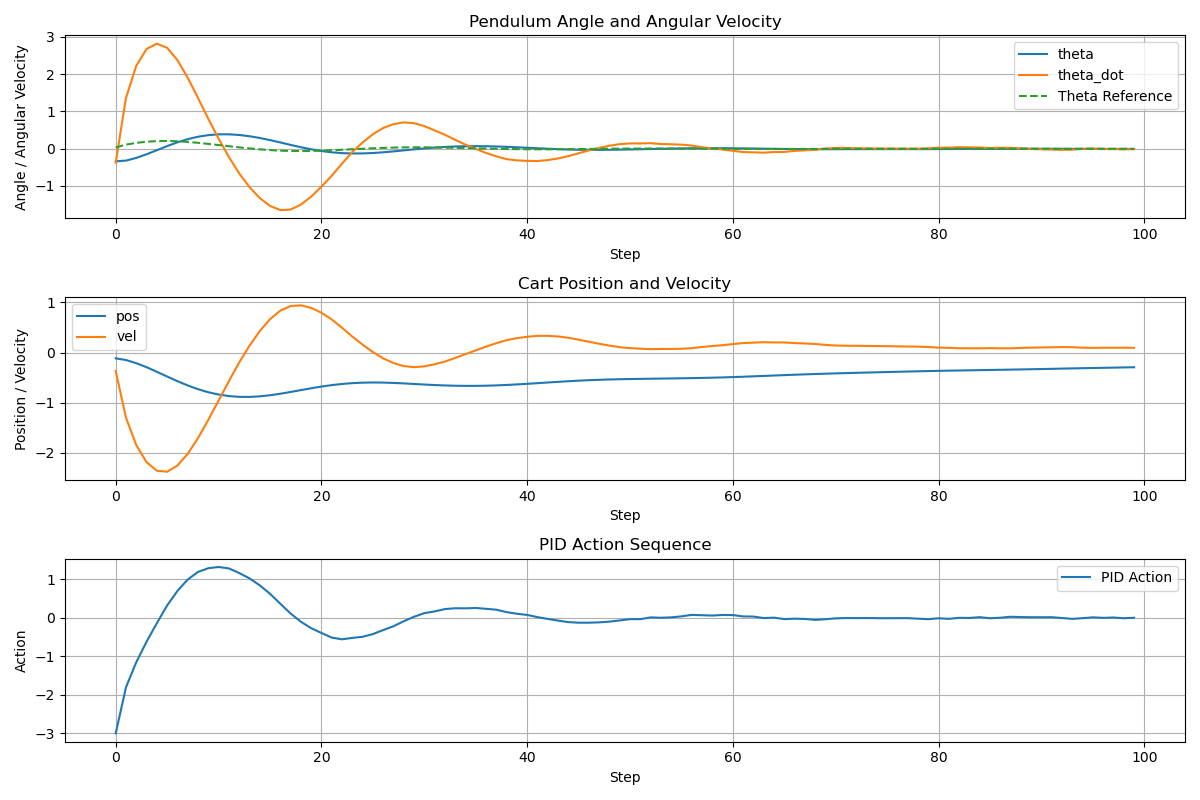 Pendulum Angle and Angular Velocity
Angle / Angular Velocity
3
2
1
0
−1
theta
theta_dot
Theta Reference
0 20 40 60 80 100
Step
Cart Position and Velocity
Position / Velocity
1
0
−1
−2
pos
vel
0 20 40 60 80 100
Step
PID Action Sequence
Action
1
0
−1
−2
−3
PID Action
0 20 40 60 80 100
Step